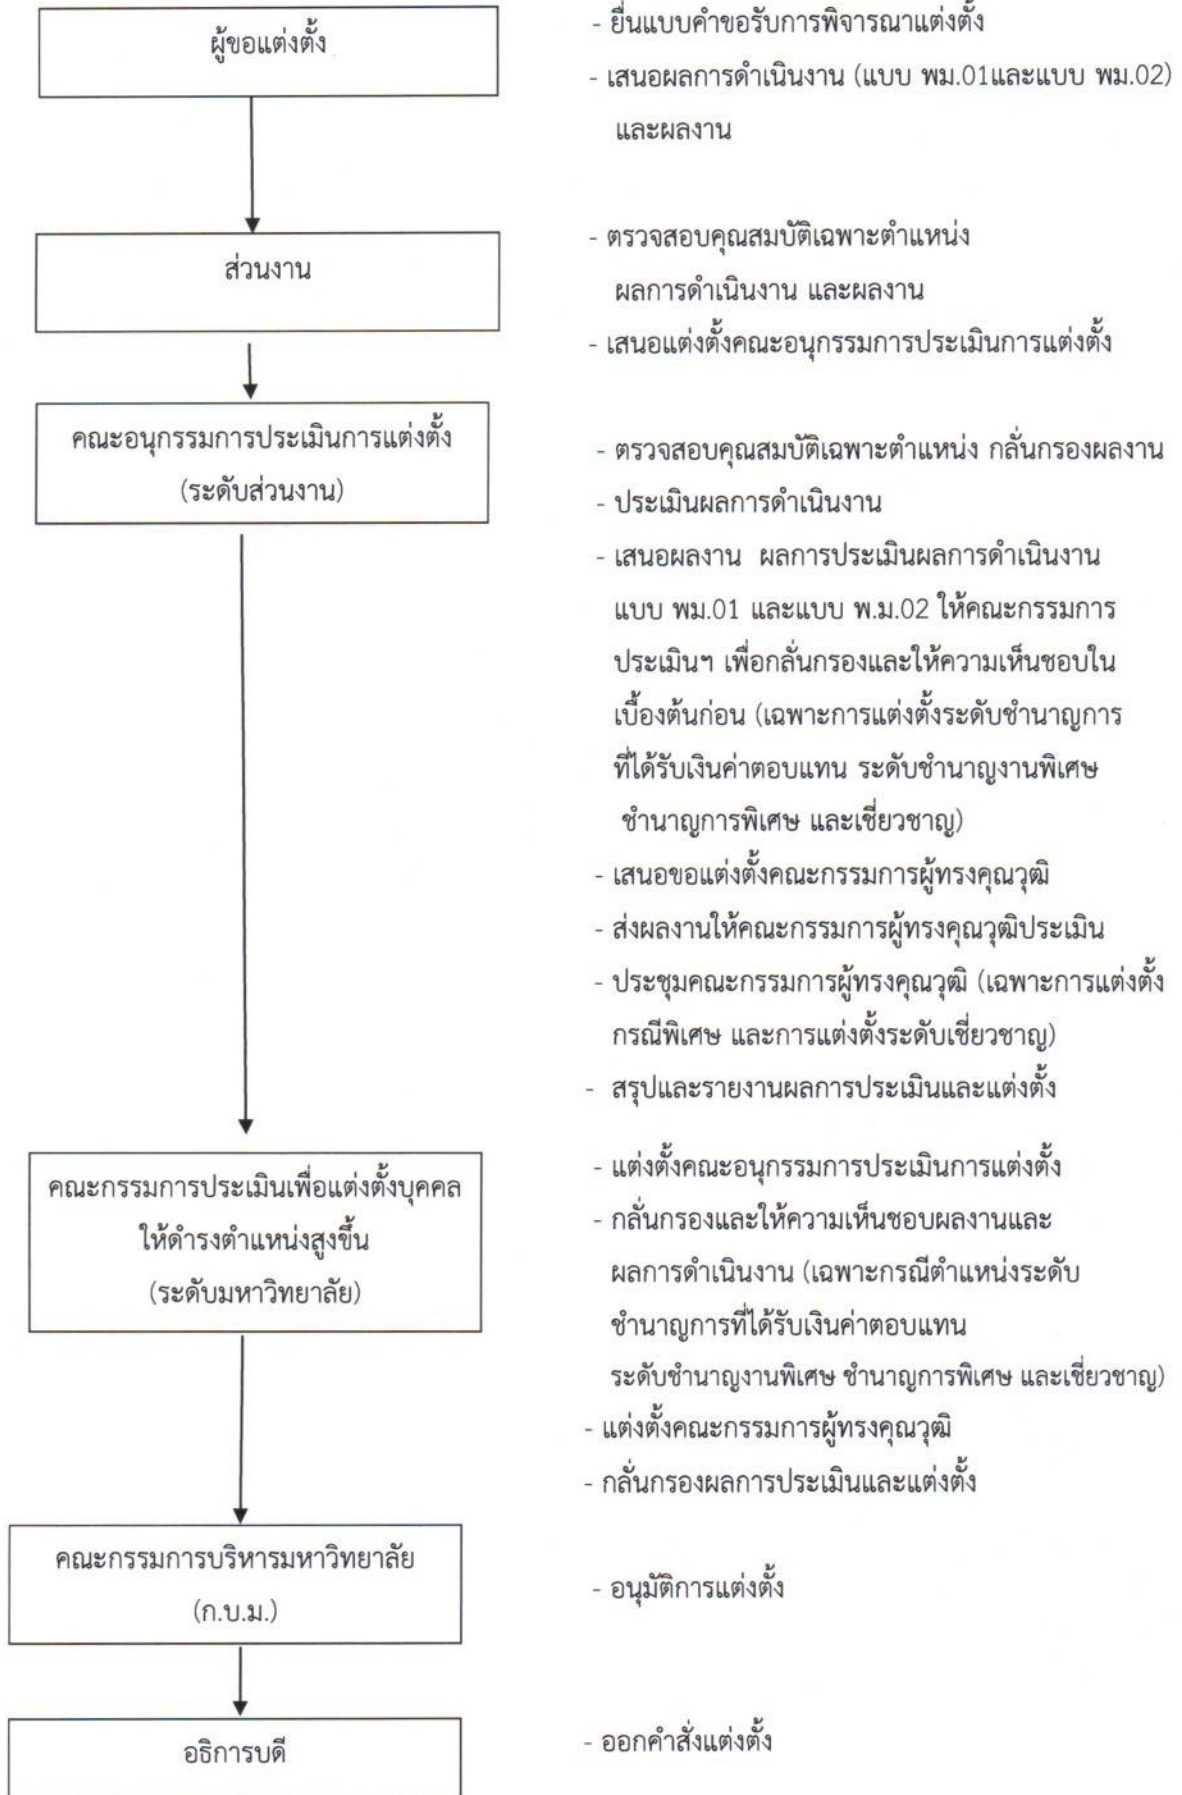 ผู้ขอแต่งตั้ง
- ยื่นแบบคำขอรับการพิจารณาแต่งตั้ง
- เสนอผลการดำเนินงาน (แบบ พม.01และแบบ พม.02)
และผลงาน
ส่วนงาน
- ตรวจสอบคุณสมบัติเฉพาะตำแหน่ง
ผลการดำเนินงาน และผลงาน
- เสนอแต่งตั้งคณะอนุกรรมการประเมินการแต่งตั้ง
คณะอนุกรรมการประเมินการแต่งตั้ง
(ระดับส่วนงาน)
- ตรวจสอบคุณสมบัติเฉพาะตำแหน่ง กลั่นกรองผลงาน
- ประเมินผลการดำเนินงาน
- เสนอผลงาน ผลการประเมินผลการดำเนินงาน
แบบ พม.01 และแบบ พ.ม.02 ให้คณะกรรมการ
ประเมินฯ เพื่อกลั่นกรองและให้ความเห็นชอบใน
เบื้องต้นก่อน (เฉพาะการแต่งตั้งระดับชำนาญการ
ที่ได้รับเงินค่าตอบแทน ระดับชำนาญงานพิเศษ
ชำนาญการพิเศษ และเชี่ยวชาญ)
- เสนอขอแต่งตั้งคณะกรรมการผู้ทรงคุณวุฒิ
- ส่งผลงานให้คณะกรรมการผู้ทรงคุณวุฒิประเมิน
- ประชุมคณะกรรมการผู้ทรงคุณวุฒิ (เฉพาะการแต่งตั้ง
กรณีพิเศษ และการแต่งตั้งระดับเชี่ยวชาญ)
- สรุปและรายงานผลการประเมินและแต่งตั้ง
คณะกรรมการประเมินเพื่อแต่งตั้งบุคคล
ให้ดำรงตำแหน่งสูงขึ้น
(ระดับมหาวิทยาลัย)
- แต่งตั้งคณะอนุกรรมการประเมินการแต่งตั้ง
- กลั่นกรองและให้ความเห็นชอบผลงานและ
ผลการดำเนินงาน (เฉพาะกรณีตำแหน่งระดับ
ชำนาญการที่ได้รับเงินค่าตอบแทน
ระดับชำนาญงานพิเศษ ชำนาญการพิเศษ และเชี่ยวชาญ)
- แต่งตั้งคณะกรรมการผู้ทรงคุณวุฒิ
- กลั่นกรองผลการประเมินและแต่งตั้ง
คณะกรรมการบริหารมหาวิทยาลัย
(ก.บ.ม.)
- อนุมัติการแต่งตั้ง
อธิการบดี
- ออกคำสั่งแต่งตั้ง